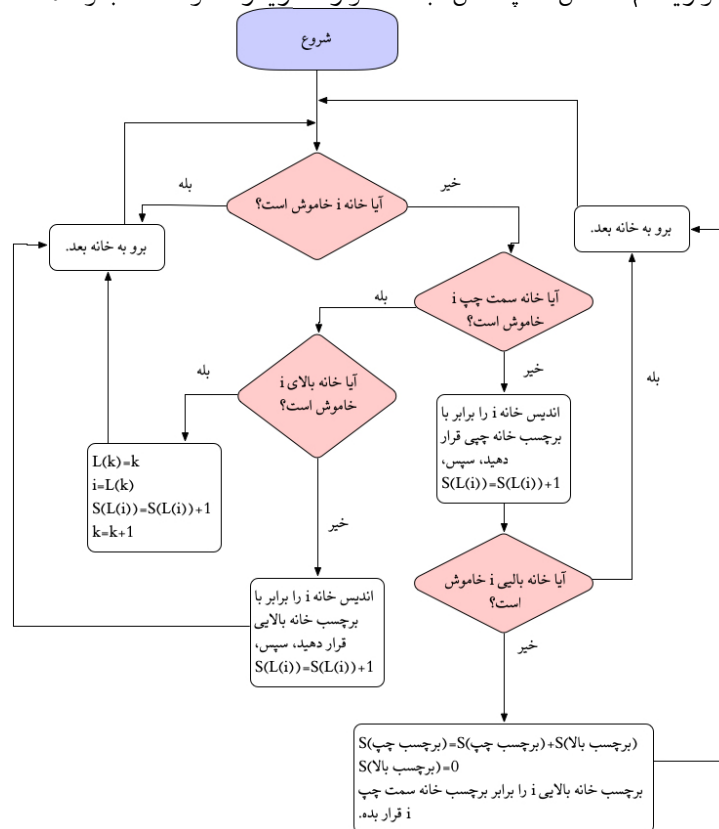 شروع
آیا خانه i خاموش است؟
بله
خیر
برو به خانه بعد.
برو به خانه بعد.
آیا خانه سمت چپ i
خاموش است؟
بله
خیر
آیا خانه بالای i
خاموش است؟
بله
خیر
بله
اندیس خانه i را برابر با
برچسب خانه چپی قرار
دهید، سپس،
S(L(i))=S(L(i))+1
L(k)=k
i=L(k)
S(L(i))=S(L(i))+1
k=k+1
آیا خانه بالیی i خاموش
است؟
خیر
اندیس خانه i را برابر با
برچسب خانه بالایی
قرار دهید، سپس،
S(L(i))=S(L(i))+1
S(برچسب چپ)=S(برچسب چپ)+S(برچسب بالا)
S(برچسب بالا)=0
برچسب خانه بالایی i را برابر برچسب خانه سمت چپ
i قرار بده.